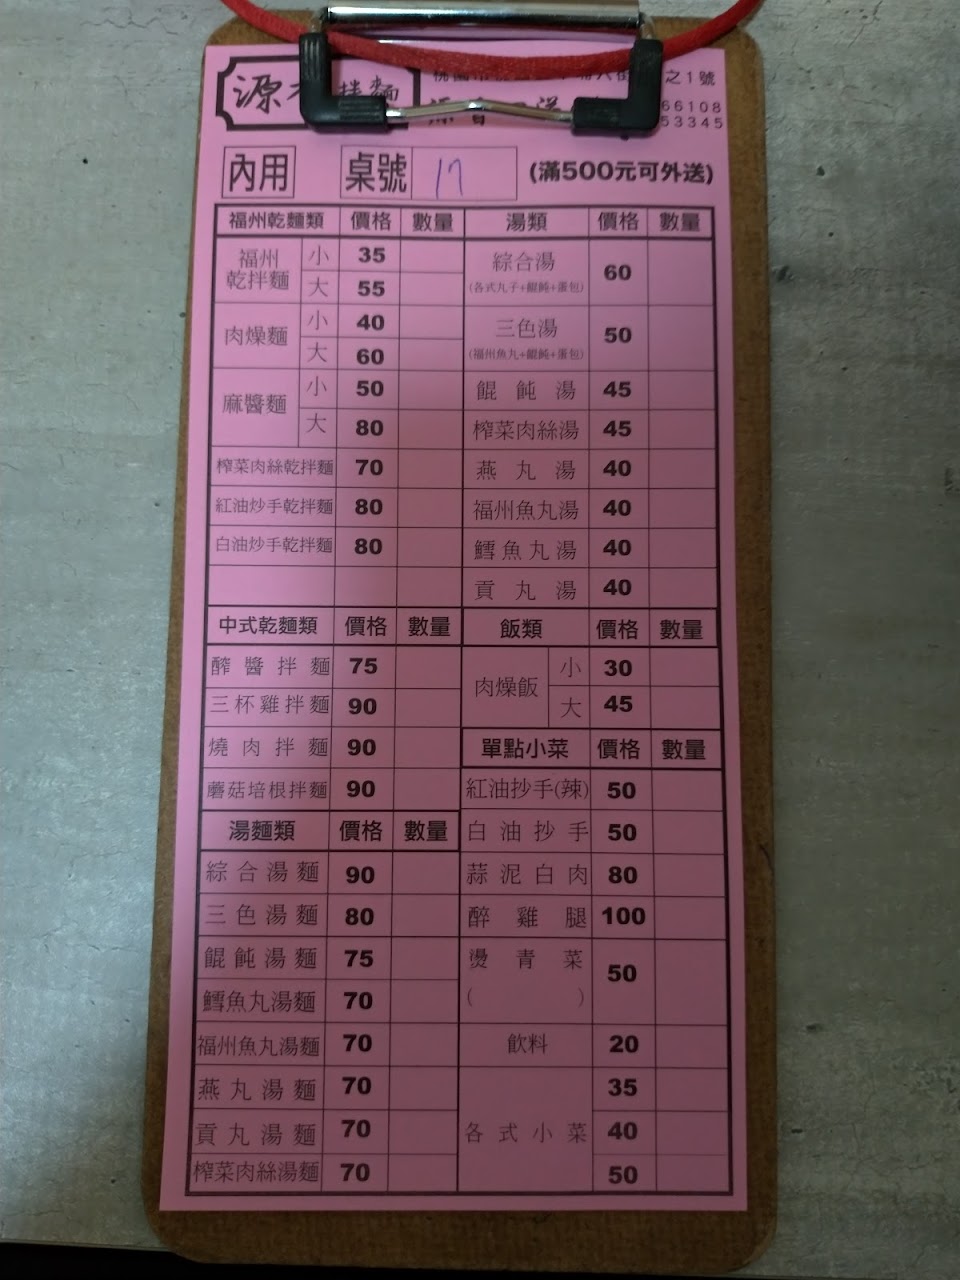 源 拌麵
之1號
66108
53345
內用 桌號 17 (滿500元可外送)
福州乾麵類 價格 數量
福州乾拌麵 小 35
大 55
肉燥麵 小 40
大 60
麻醬麵 小 50
大 80
榨菜肉絲乾拌麵 70
紅油炒手乾拌麵 80
白油炒手乾拌麵 80
中式乾麵類 價格 數量
醡醬拌麵 75
三杯雞拌麵 90
燒肉拌麵 90
蘑菇培根拌麵 90
湯麵類 價格 數量
綜合湯麵 90
三色湯麵 80
餛飩湯麵 75
鱈魚丸湯麵 70
福州魚丸湯麵 70
燕丸湯麵 70
貢丸湯麵 70
榨菜肉絲湯麵 70
湯類 價格 數量
綜合湯 60
(各式丸子+餛飩+蛋包)
三色湯 50
(福州魚丸+餛飩+蛋包)
餛飩湯 45
榨菜肉絲湯 45
燕丸湯 40
福州魚丸湯 40
鱈魚丸湯 40
貢丸湯 40
飯類 價格 數量
肉燥飯 小 30
大 45
單點小菜 價格 數量
紅油抄手(辣) 50
白油抄手 50
蒜泥白肉 80
醉雞腿 100
燙青菜 50
( )
飲料 20
各式小菜 35
40
50